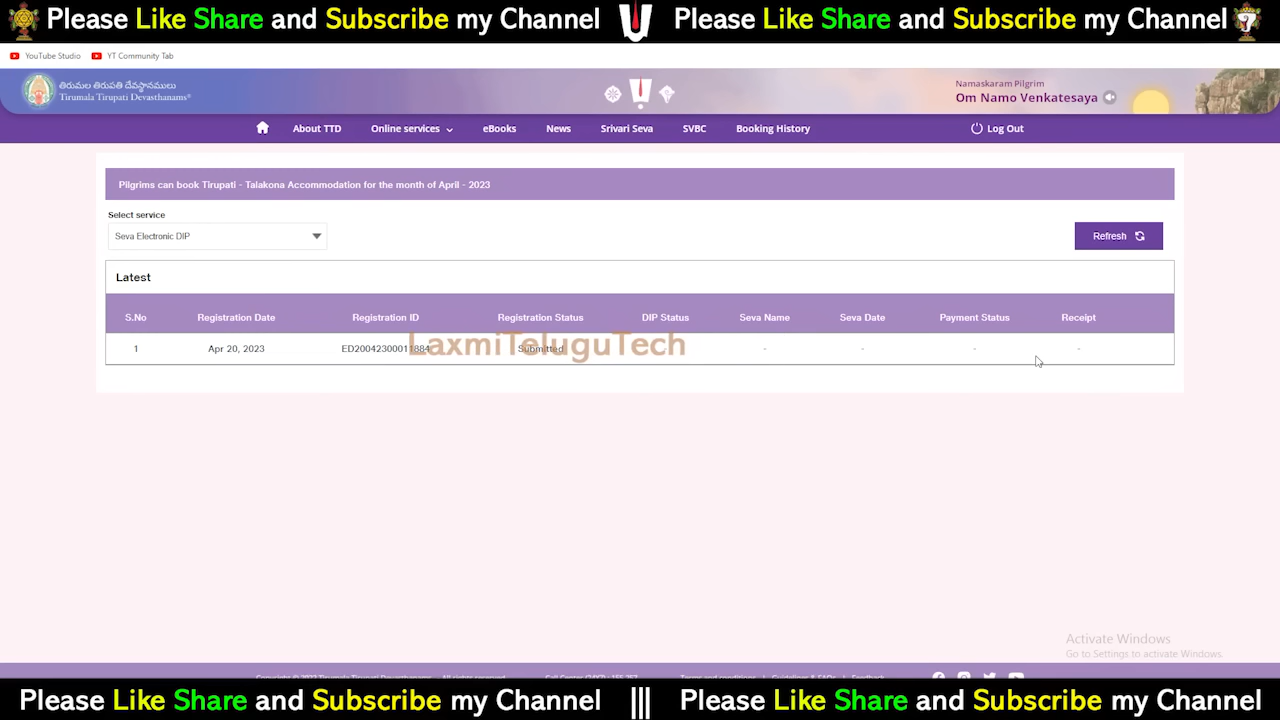 Please Like Share and Subscribe my Channel Please Like Share and Subscribe my Channel
YouTube Studio YT Community Tab
తిరుమల తిరుపతి దేవస్థానములు
Tirumala Tirupati Devasthanams®
Namaskaram Pilgrim
Om Namo Venkatesaya
About TTD Online services eBooks News Srivari Seva SVBC Booking History Log Out
Pilgrims can book Tirupati - Talakona Accommodation for the month of April - 2023
Select service
Seva Electronic DIP Refresh
Latest
S.No Registration Date Registration ID Registration Status DIP Status Seva Name Seva Date Payment Status Receipt
1 Apr 20, 2023 ED20042300011884 Submitted - - - - -
LaxmiTeluguTech
Activate Windows
Go to Settings to activate Windows.
Please Like Share and Subscribe my Channel ||| Please Like Share and Subscribe my Channel